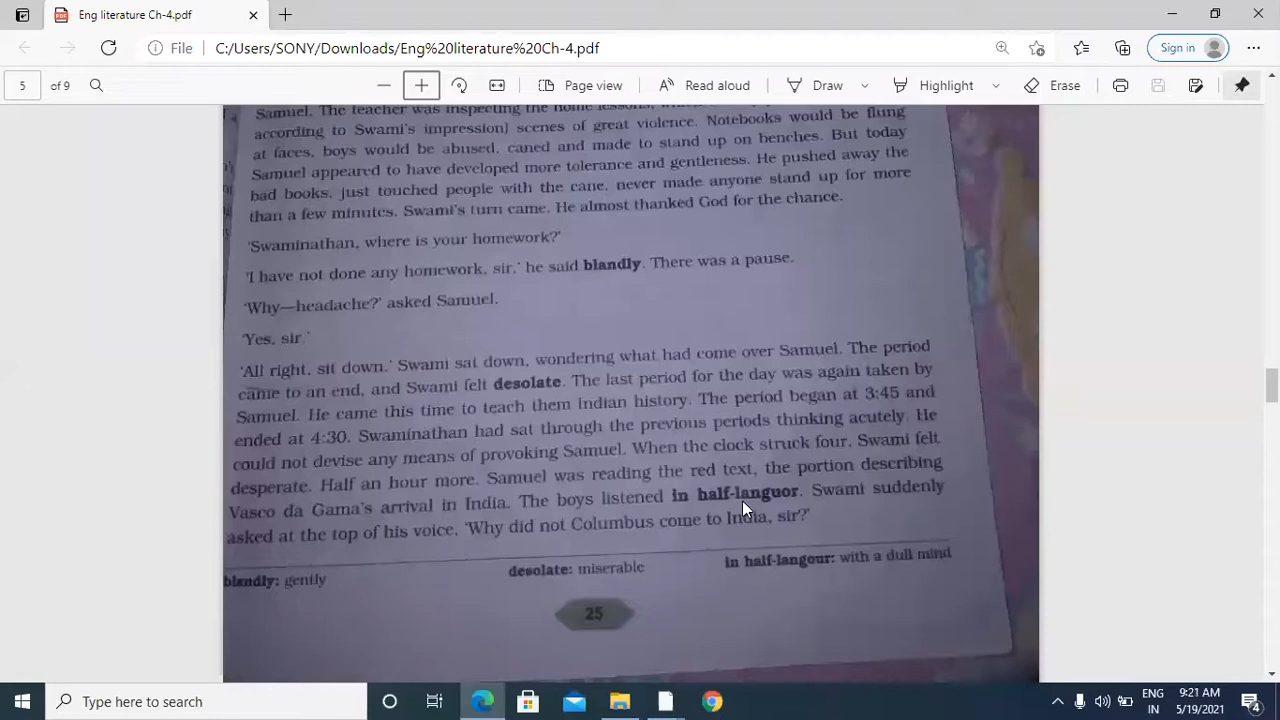 Eng literature Ch-4.pdf
File
C:/Users/SONY/Downloads/Eng%20literature%20Ch-4.pdf
Sign in
5 of 9
Page view
Read aloud
Draw
Highlight
Erase
Samuel. The teacher was inspecting the home lessons,
according to Swami's impression) scenes of great violence. Notebooks would be flung
at faces, boys would be abused, caned and made to stand up on benches. But today
Samuel appeared to have developed more tolerance and gentleness. He pushed away the
bad books, just touched people with the cane, never made anyone stand up for more
than a few minutes. Swami's turn came. He almost thanked God for the chance.
'Swaminathan, where is your homework?'
'I have not done any homework, sir,' he said blandly. There was a pause.
'Why—headache?' asked Samuel.
'Yes, sir.'
'All right, sit down.' Swami sat down, wondering what had come over Samuel. The period
came to an end, and Swami felt desolate. The last period for the day was again taken by
Samuel. He came this time to teach them Indian history. The period began at 3:45 and
ended at 4:30. Swaminathan had sat through the previous periods thinking acutely. He
could not devise any means of provoking Samuel. When the clock struck four, Swami felt
desperate. Half an hour more. Samuel was reading the red text, the portion describing
Vasco da Gama's arrival in India. The boys listened in half-languor. Swami suddenly
asked at the top of his voice, 'Why did not Columbus come to India, sir?'
blandly: gently
desolate: miserable
in half-langour: with a dull mind
25
Type here to search
ENG
IN
9:21 AM
5/19/2021
4